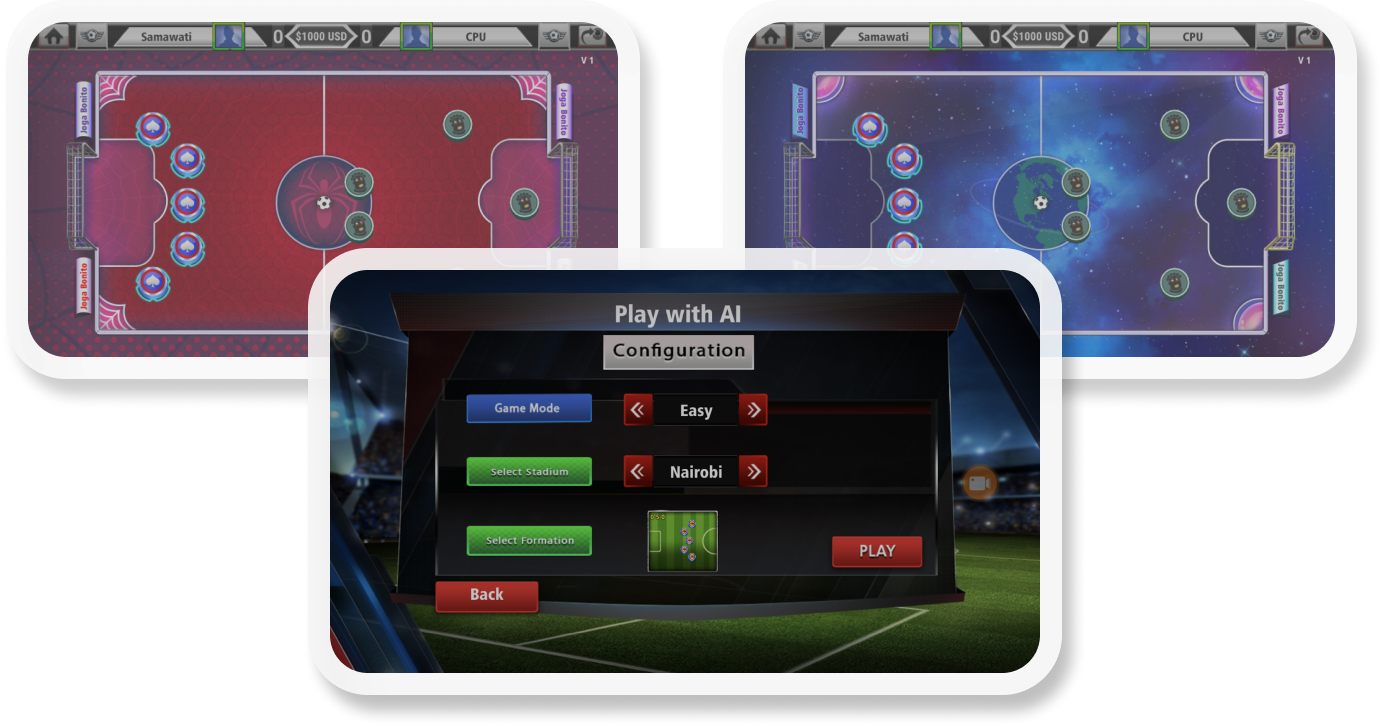 Samawati 0 $1000 USD 0 CPU
V 1
Joga Bonito
Joga Bonito
Joga Bonito
Samawati 0 $1000 USD 0 CPU
V 1
Joga Bonito
Joga Bonito
Joga Bonito
Play with AI
Configuration
Game Mode
Easy
Select Stadium
Nairobi
Select Formation
PLAY
Back